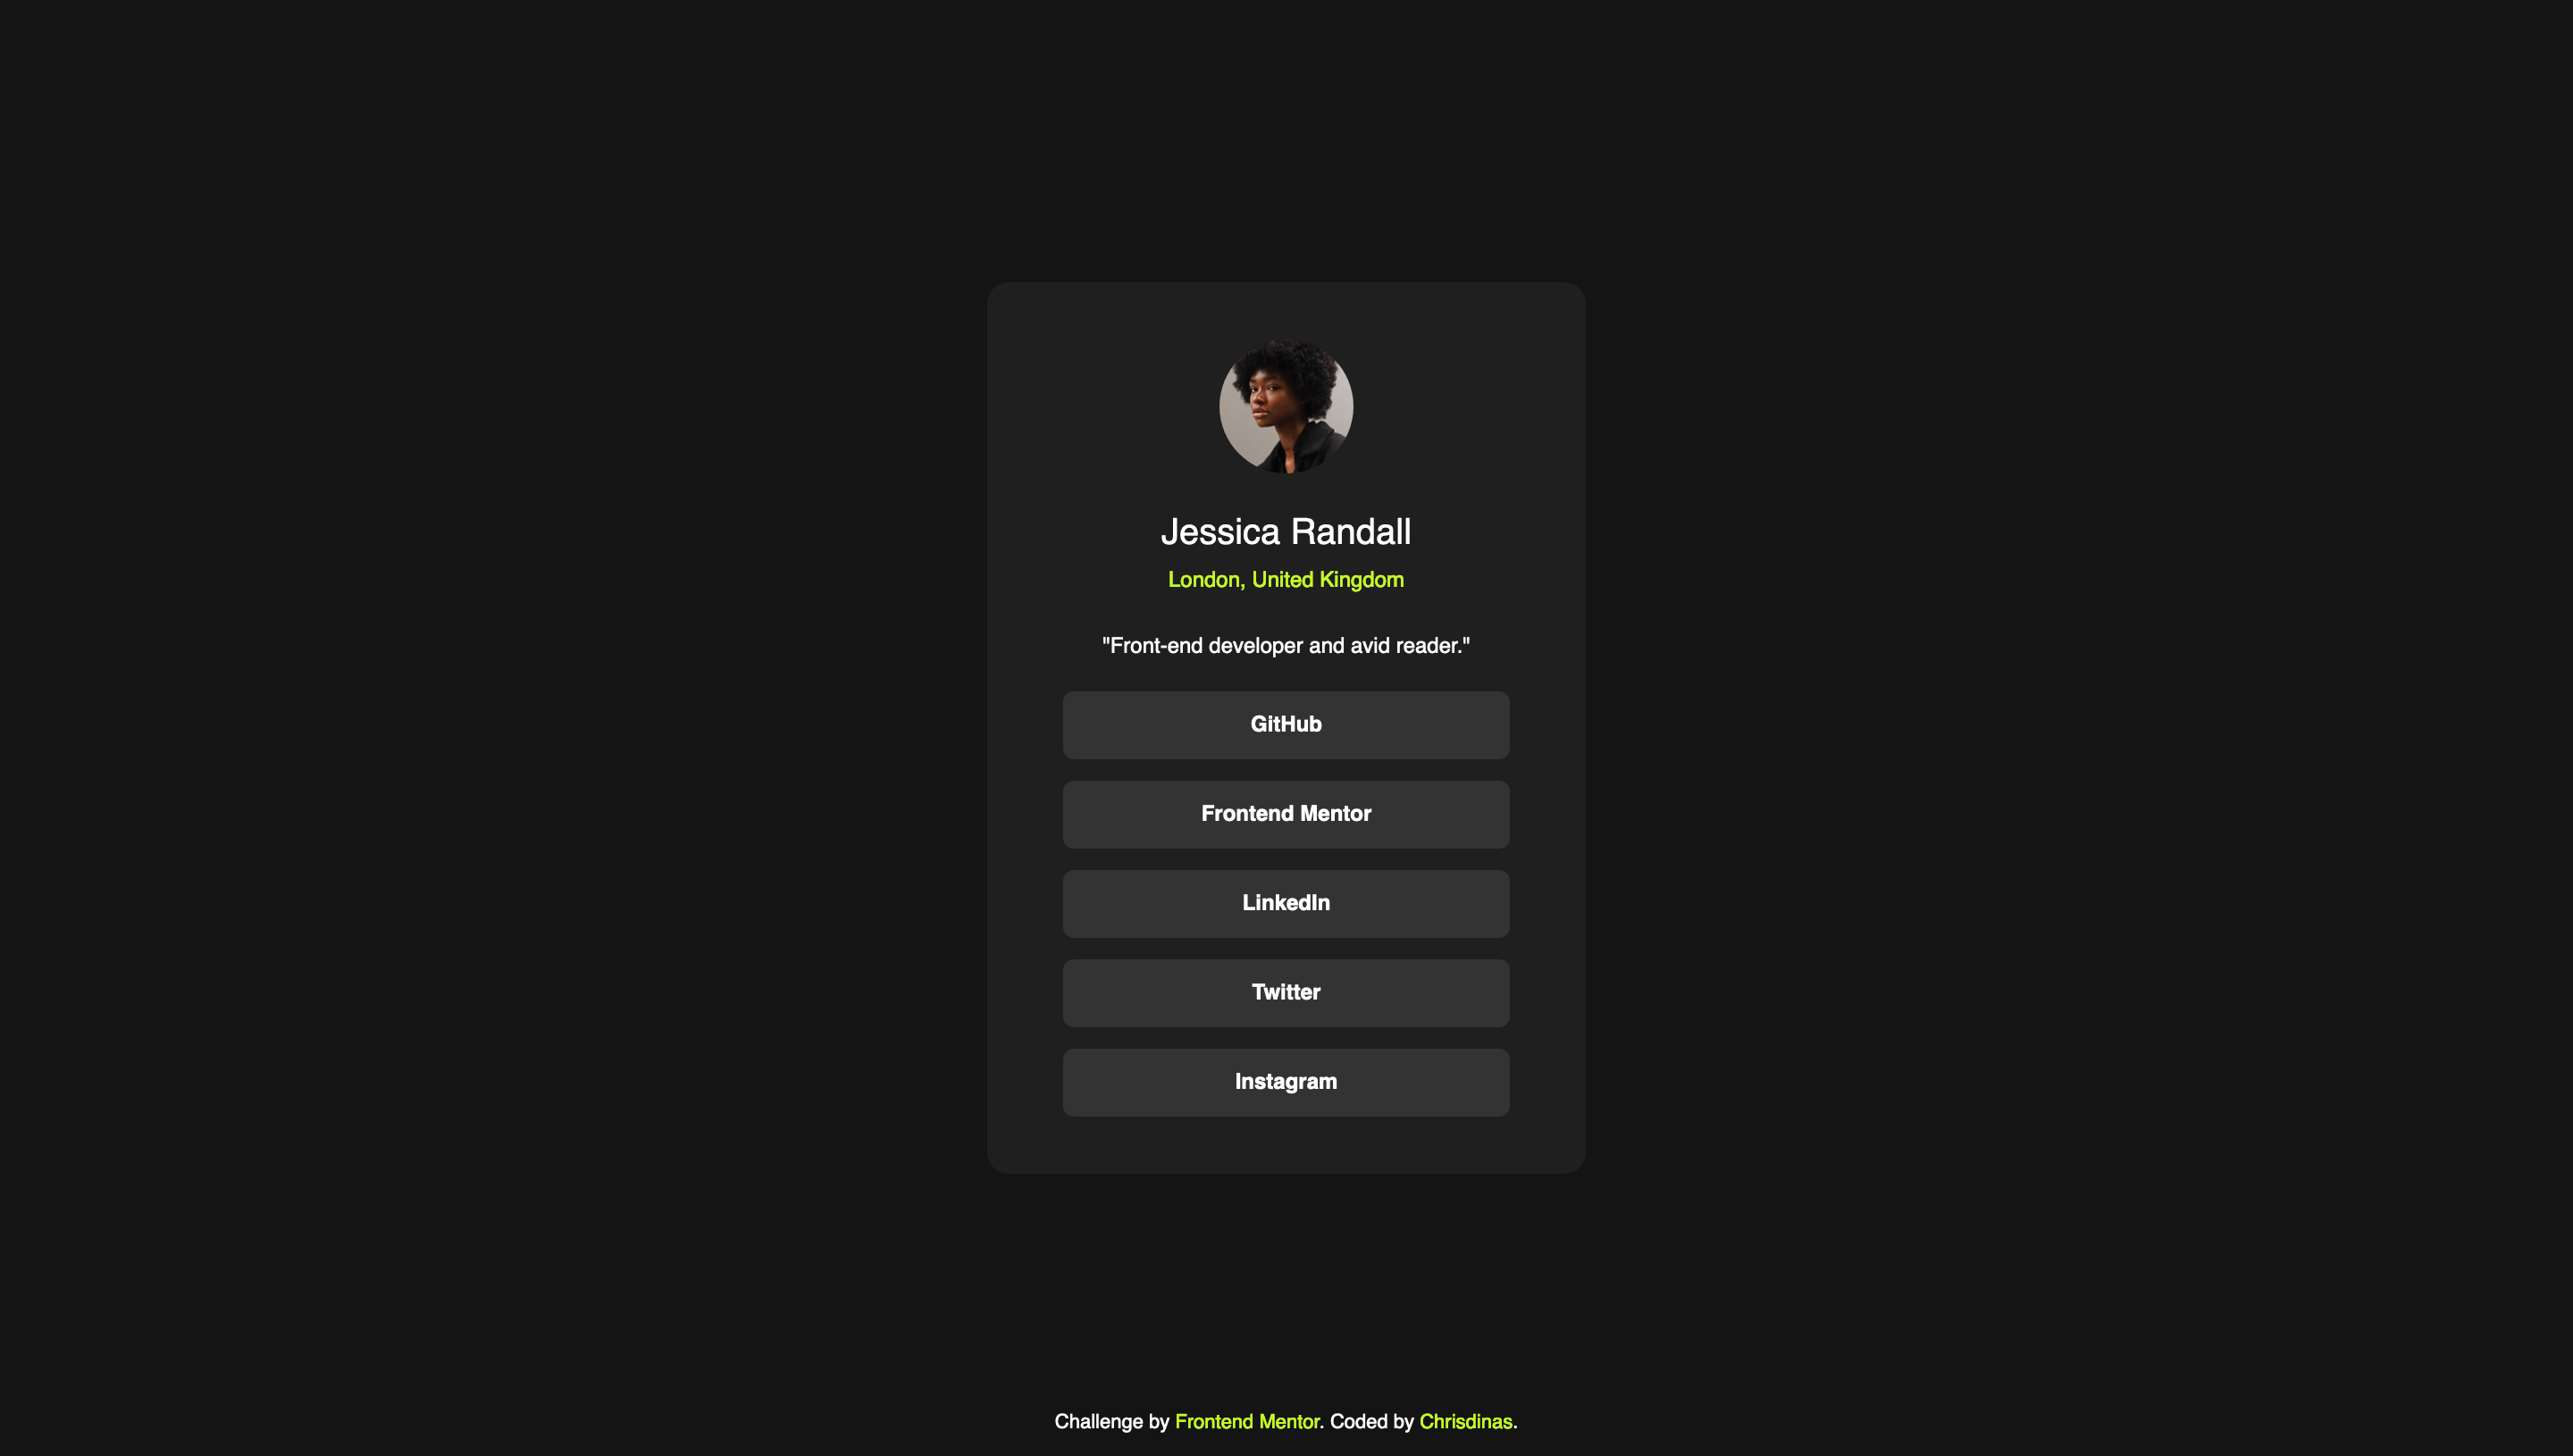 Jessica Randall
London, United Kingdom
"Front-end developer and avid reader."
GitHub
Frontend Mentor
LinkedIn
Twitter
Instagram
Challenge by Frontend Mentor. Coded by Chrisdinas.